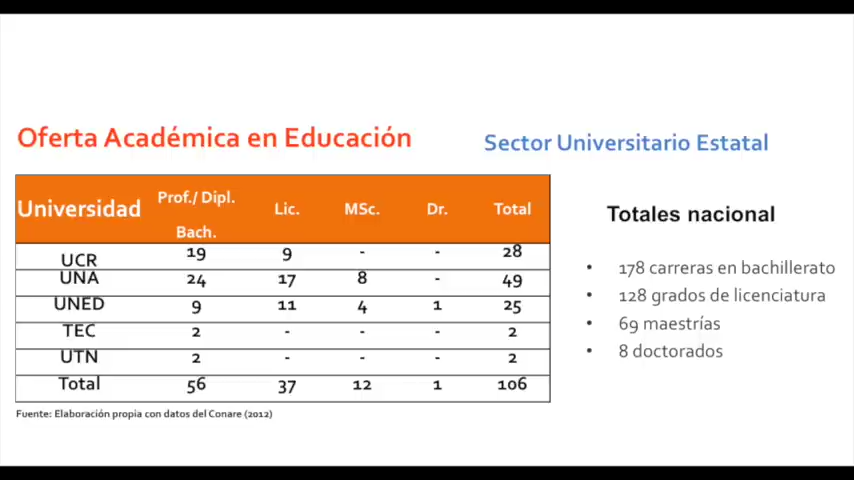 Oferta Académica en Educación
Sector Universitario Estatal
Universidad Prof./ Dipl. Bach. Lic. MSc. Dr. Total
UCR 19 9 - - 28
UNA 24 17 8 - 49
UNED 9 11 4 1 25
TEC 2 - - - 2
UTN 2 - - - 2
Total 56 37 12 1 106
Fuente: Elaboración propia con datos del Conare (2012)
Totales nacional
• 178 carreras en bachillerato
• 128 grados de licenciatura
• 69 maestrías
• 8 doctorados